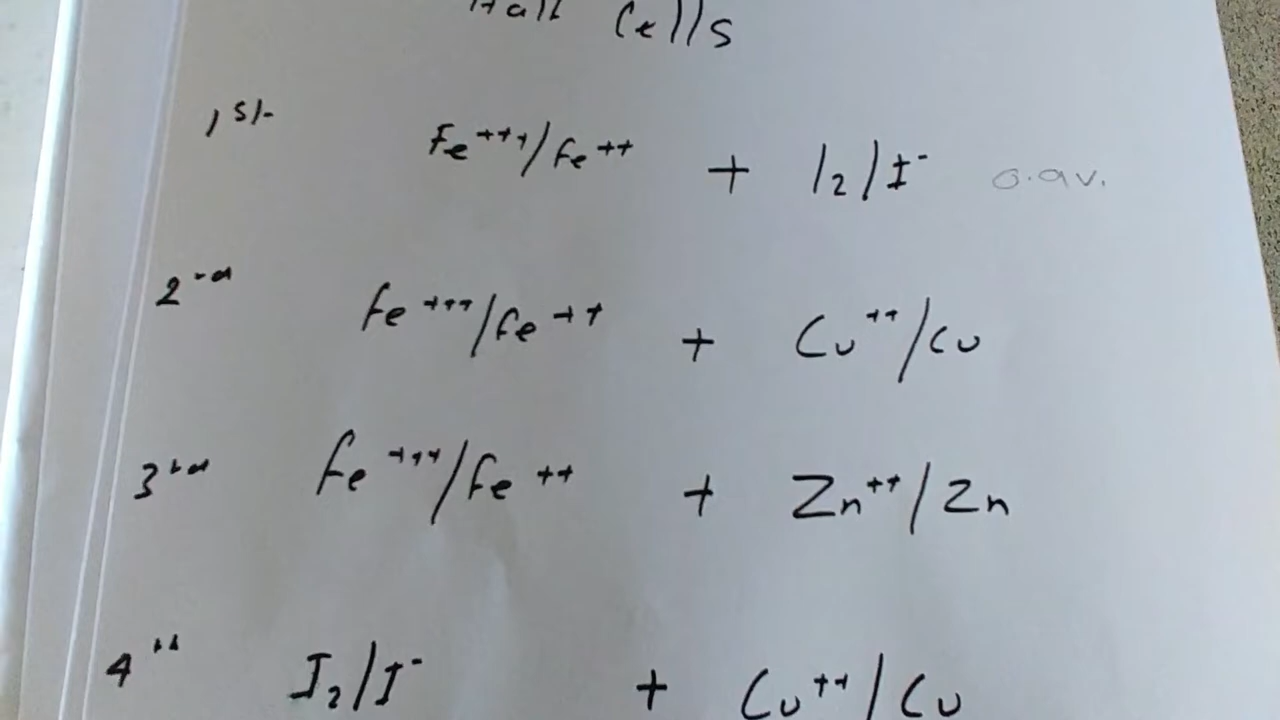 Half Cells
1st Fe+++/Fe++ + I2/I- 0.9v.
2nd Fe+++/Fe++ + Cu++/Cu
3rd Fe+++/Fe++ + Zn++/Zn
4th I2/I- + Cu++/Cu